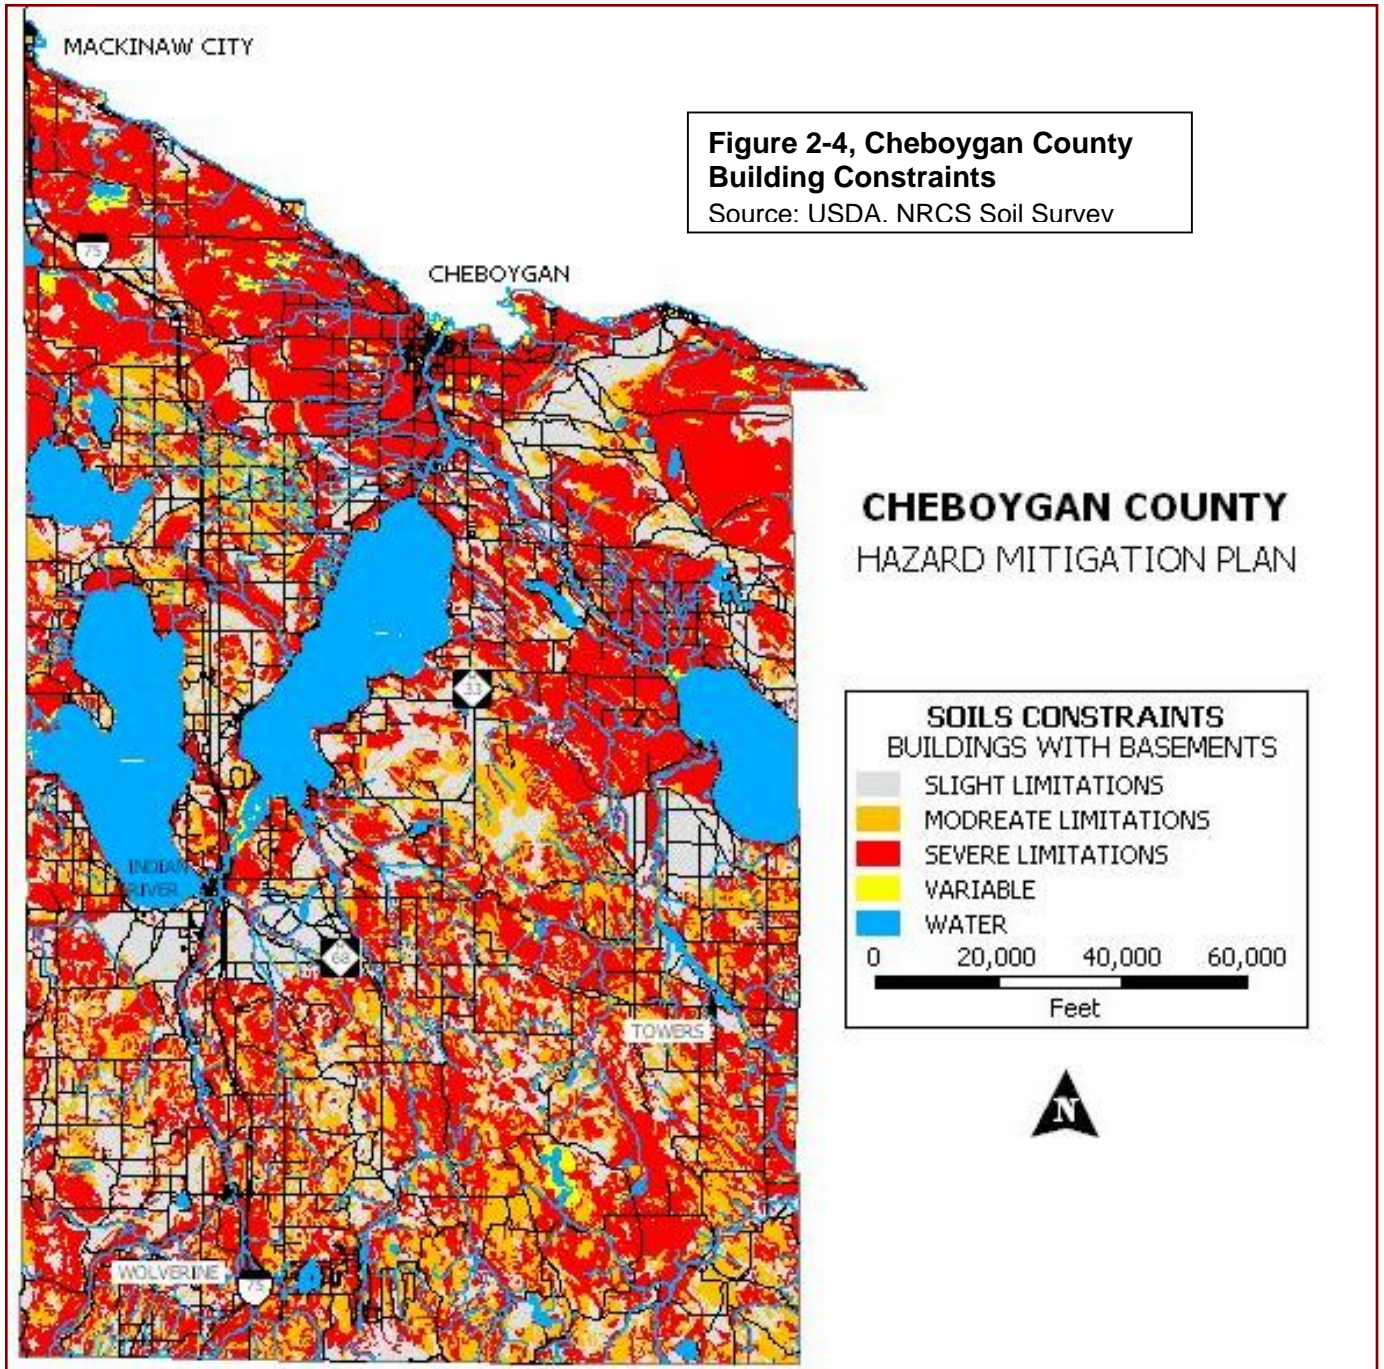 MACKINAW CITY
Figure 2-4, Cheboygan County
Building Constraints
Source: USDA, NRCS Soil Survey
75
CHEBOYGAN
CHEBOYGAN COUNTY
HAZARD MITIGATION PLAN
33
SOILS CONSTRAINTS
BUILDINGS WITH BASEMENTS
SLIGHT LIMITATIONS
MODREATE LIMITATIONS
SEVERE LIMITATIONS
VARIABLE
WATER
0 20,000 40,000 60,000
Feet
INDIAN
RIVER
68
TOWERS
N
WOLVERINE
75